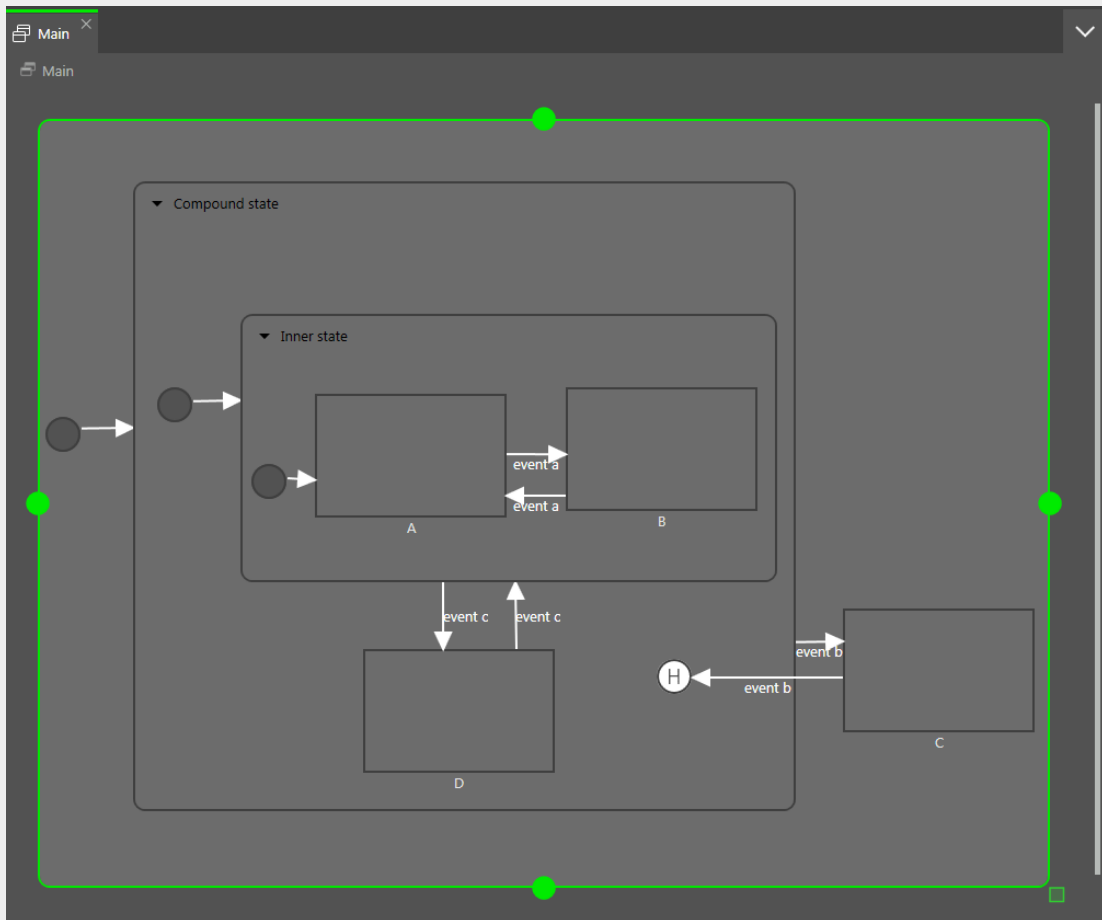 Main
Main
Compound state
Inner state
event a
event a
A
B
event c
event c
event b
H
event b
D
C